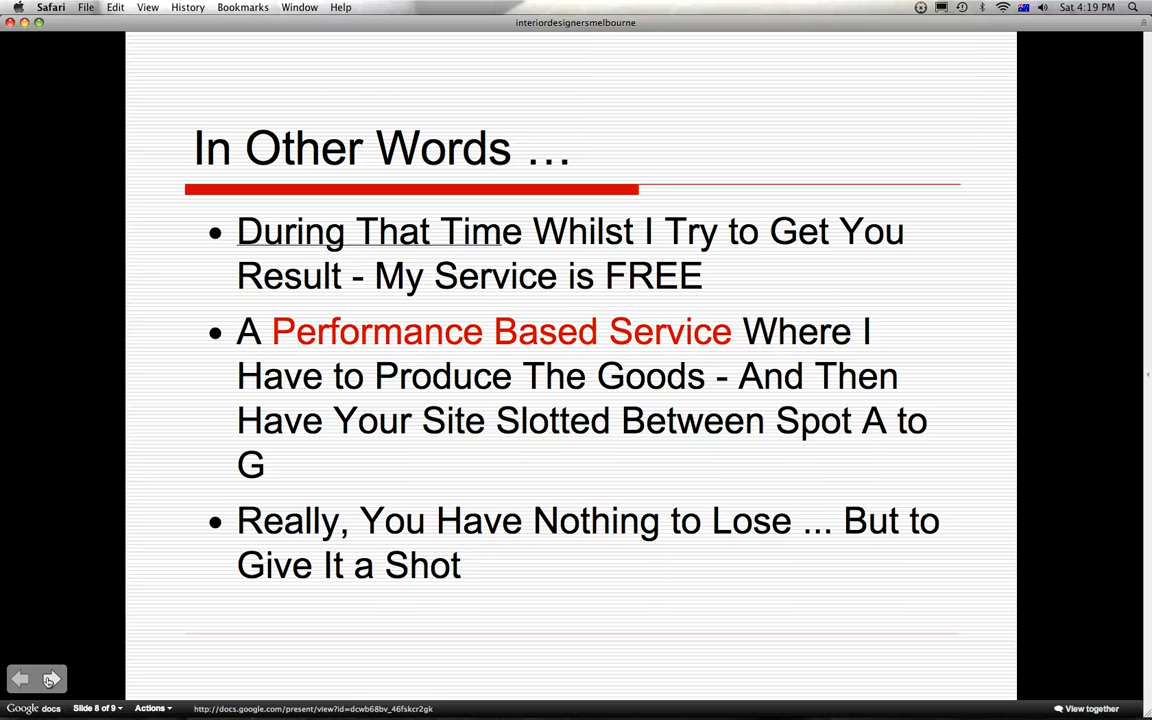 Safari File Edit View History Bookmarks Window Help Sat 4:19 PM
interiordesignersmelbourne
In Other Words …
• During That Time Whilst I Try to Get You
Result - My Service is FREE
• A Performance Based Service Where I
Have to Produce The Goods - And Then
Have Your Site Slotted Between Spot A to
G
• Really, You Have Nothing to Lose ... But to
Give It a Shot
Google docs Slide 8 of 9 Actions http://docs.google.com/present/view?id=dcwb68bv_46fskcr2gk View together